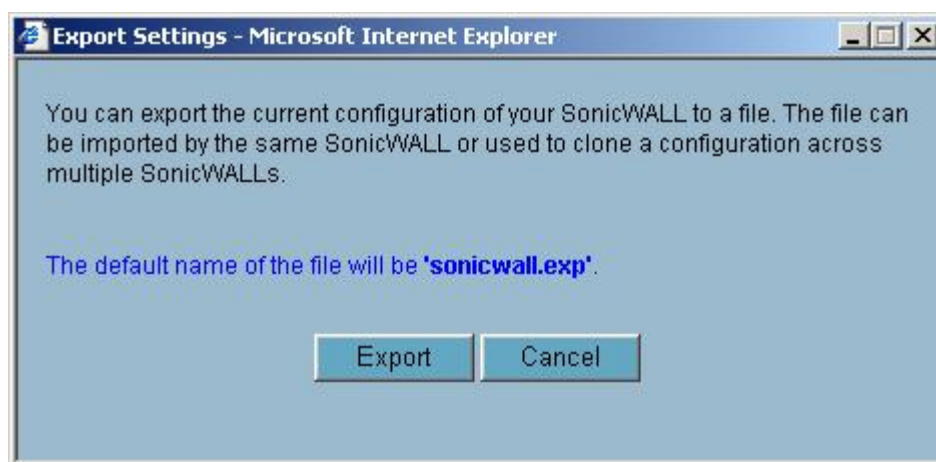 Export Settings - Microsoft Internet Explorer
You can export the current configuration of your SonicWALL to a file. The file can
be imported by the same SonicWALL or used to clone a configuration across
multiple SonicWALLs.
The default name of the file will be 'sonicwall.exp'.
Export Cancel